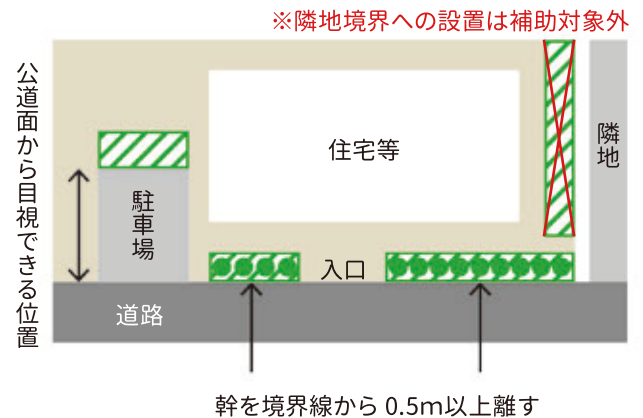 ※隣地境界への設置は補助対象外
公道面から目視できる位置
住宅等
隣地
駐車場
入口
道路
幹を境界線から 0.5m以上離す